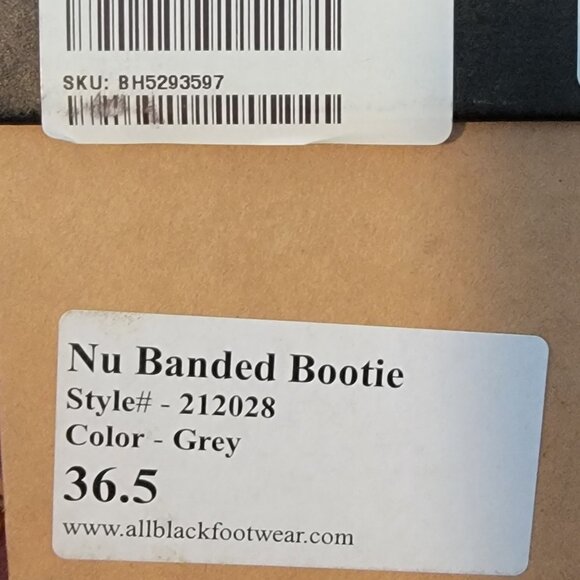 SKU: BH5293597
Nu Banded Bootie
Style# - 212028
Color - Grey
36.5
www.allblackfootwear.com